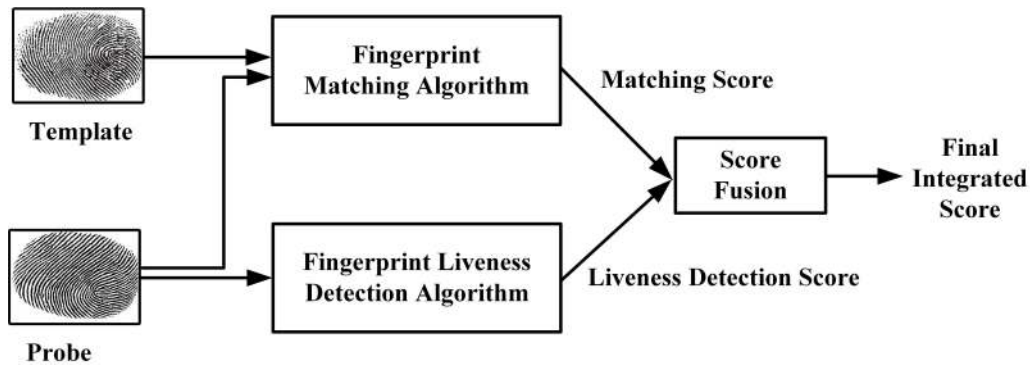 Template
Probe
Fingerprint
Matching Algorithm
Fingerprint Liveness
Detection Algorithm
Matching Score
Liveness Detection Score
Score
Fusion
Final
Integrated
Score